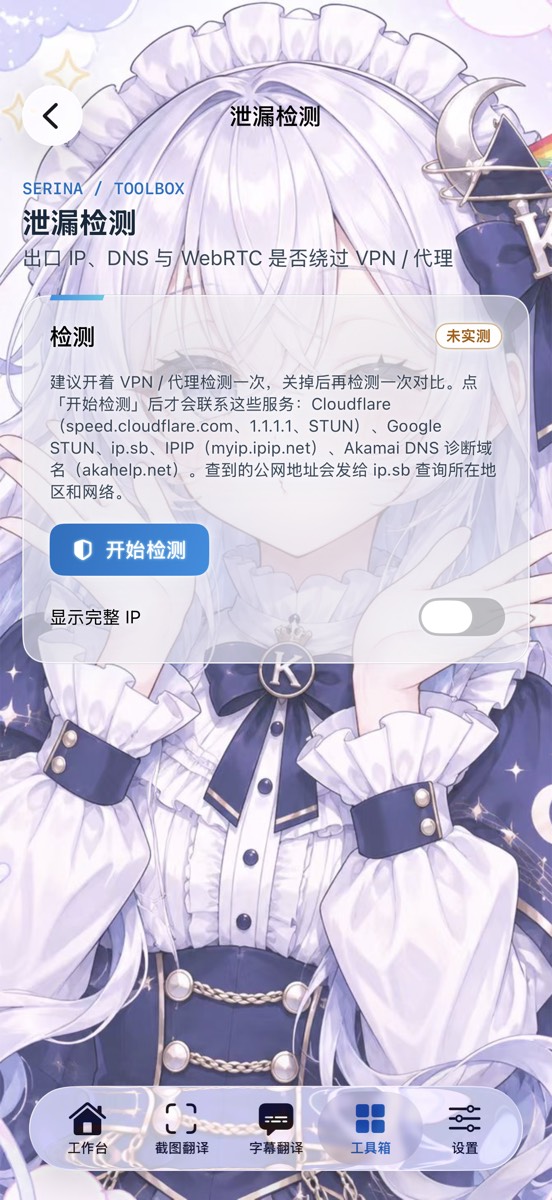 泄漏检测
SERINA / TOOLBOX
泄漏检测
出口 IP、DNS 与 WebRTC 是否绕过 VPN / 代理
检测
未实测
建议开着 VPN / 代理检测一次，关掉后再检测一次对比。点
「开始检测」后才会联系这些服务：Cloudflare
（speed.cloudflare.com、1.1.1.1、STUN）、Google
STUN、ip.sb、IPIP（myip.ipip.net）、Akamai DNS 诊断域
名（akahelp.net）。查到的公网地址会发给 ip.sb 查询所在地
区和网络。
开始检测
显示完整 IP
K
K
工作台
截图翻译
字幕翻译
工具箱
设置